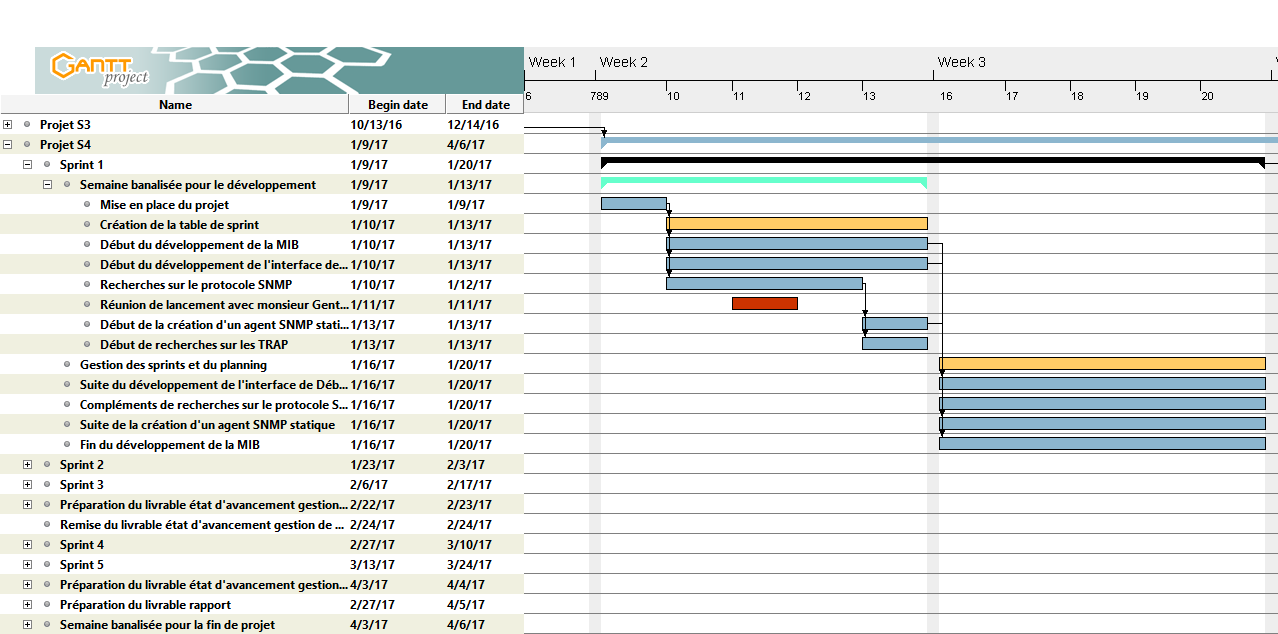 GANTT
project
Week 1 Week 2 Week 3
6 7 8 9 10 11 12 13 16 17 18 19 20
Name Begin date End date
Projet S3 10/13/16 12/14/16
Projet S4 1/9/17 4/6/17
Sprint 1 1/9/17 1/20/17
Semaine banalisée pour le développement 1/9/17 1/13/17
Mise en place du projet 1/9/17 1/9/17
Création de la table de sprint 1/10/17 1/13/17
Début du développement de la MIB 1/10/17 1/13/17
Début du développement de l'interface de... 1/10/17 1/13/17
Recherches sur le protocole SNMP 1/10/17 1/12/17
Réunion de lancement avec monsieur Gent... 1/11/17 1/11/17
Début de la création d'un agent SNMP stati... 1/13/17 1/13/17
Début de recherches sur les TRAP 1/13/17 1/13/17
Gestion des sprints et du planning 1/16/17 1/20/17
Suite du développement de l'interface de Déb... 1/16/17 1/20/17
Compléments de recherches sur le protocole S... 1/16/17 1/20/17
Suite de la création d'un agent SNMP statique 1/16/17 1/20/17
Fin du développement de la MIB 1/16/17 1/20/17
Sprint 2 1/23/17 2/3/17
Sprint 3 2/6/17 2/17/17
Préparation du livrable état d'avancement gestion... 2/22/17 2/23/17
Remise du livrable état d'avancement gestion de ... 2/24/17 2/24/17
Sprint 4 2/27/17 3/10/17
Sprint 5 3/13/17 3/24/17
Préparation du livrable état d'avancement gestion... 4/3/17 4/4/17
Préparation du livrable rapport 2/27/17 4/5/17
Semaine banalisée pour la fin de projet 4/3/17 4/6/17